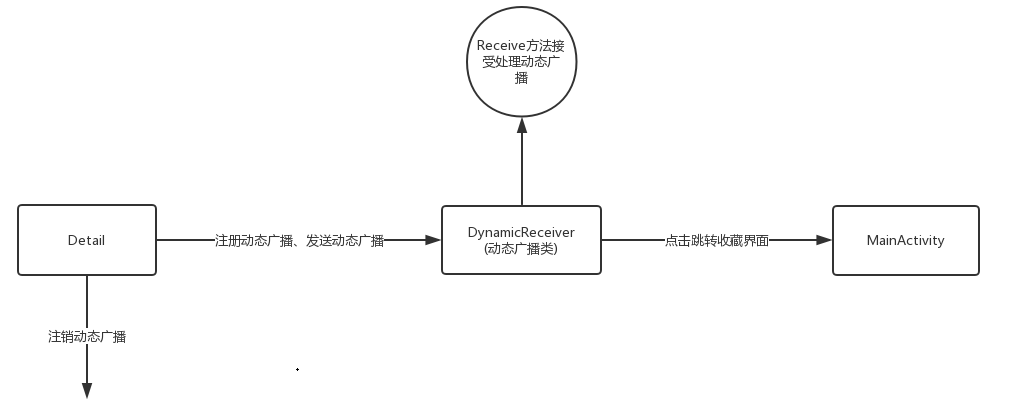 Receive方法接
受处理动态广
播
Detail
注册动态广播、发送动态广播
DynamicReceiver
(动态广播类)
点击跳转收藏界面
MainActivity
注销动态广播